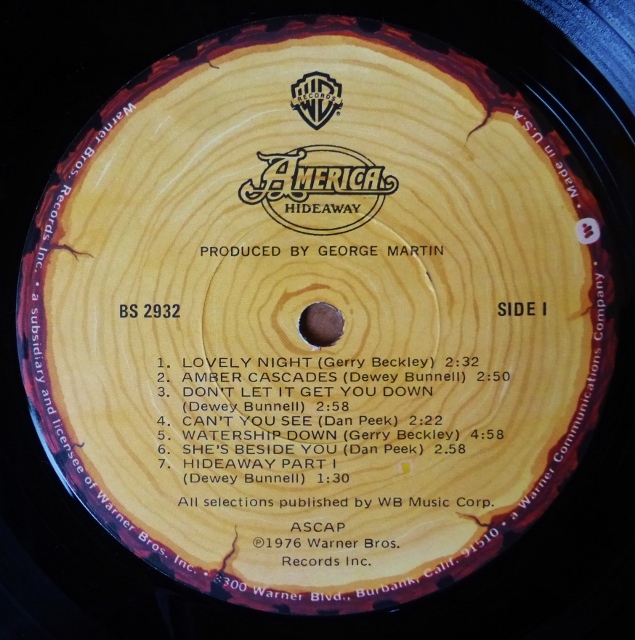 RECORDS
AMERICA
HIDEAWAY
PRODUCED BY GEORGE MARTIN
BS 2932
SIDE I
1. LOVELY NIGHT (Gerry Beckley) 2:32
2. AMBER CASCADES (Dewey Bunnell) 2:50
3. DON'T LET IT GET YOU DOWN
(Dewey Bunnell) 2:58
4. CAN'T YOU SEE (Dan Peek) 2:22
5. WATERSHIP DOWN (Gerry Beckley) 4:58
6. SHE'S BESIDE YOU (Dan Peek) 2.58
7. HIDEAWAY PART I
(Dewey Bunnell) 1:30
All selections published by WB Music Corp.
ASCAP
℗1976 Warner Bros.
Records Inc.
Warner Bros. Records Inc. • a subsidiary and licensee of Warner Bros. Inc. • 3300 Warner Blvd., Burbank, Calif. 91510 • a Warner Communications Company • Made in U.S.A.